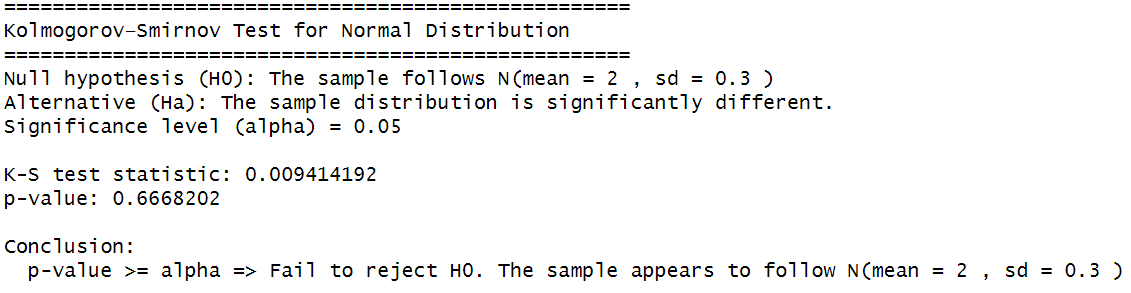 ====================================================
Kolmogorov-Smirnov Test for Normal Distribution
====================================================
Null hypothesis (H0): The sample follows N(mean = 2 , sd = 0.3 )
Alternative (Ha): The sample distribution is significantly different.
Significance level (alpha) = 0.05

K-S test statistic: 0.009414192
p-value: 0.6668202

Conclusion:
  p-value >= alpha => Fail to reject H0. The sample appears to follow N(mean = 2 , sd = 0.3 )